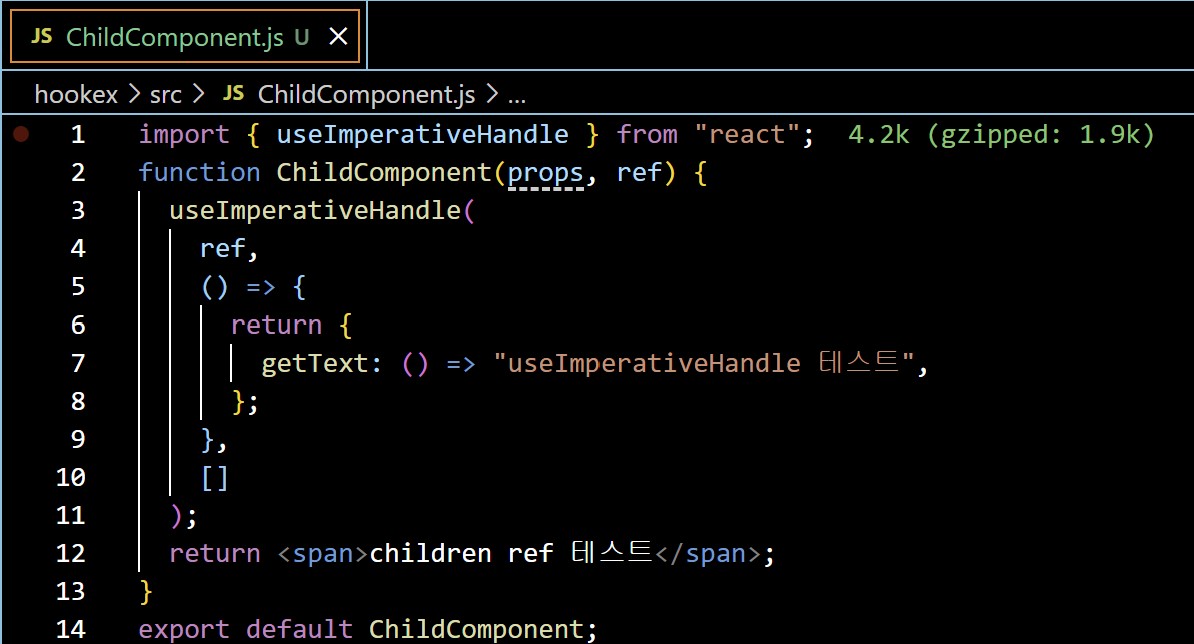 JS ChildComponent.js U ×
hookex > src > JS ChildComponent.js > ...
1 import { useImperativeHandle } from "react"; 4.2k (gzipped: 1.9k)
2 function ChildComponent(props, ref) {
3 useImperativeHandle(
4 ref,
5 () => {
6 return {
7 getText: () => "useImperativeHandle 테스트",
8 };
9 },
10 []
11 );
12 return <span>children ref 테스트</span>;
13 }
14 export default ChildComponent;